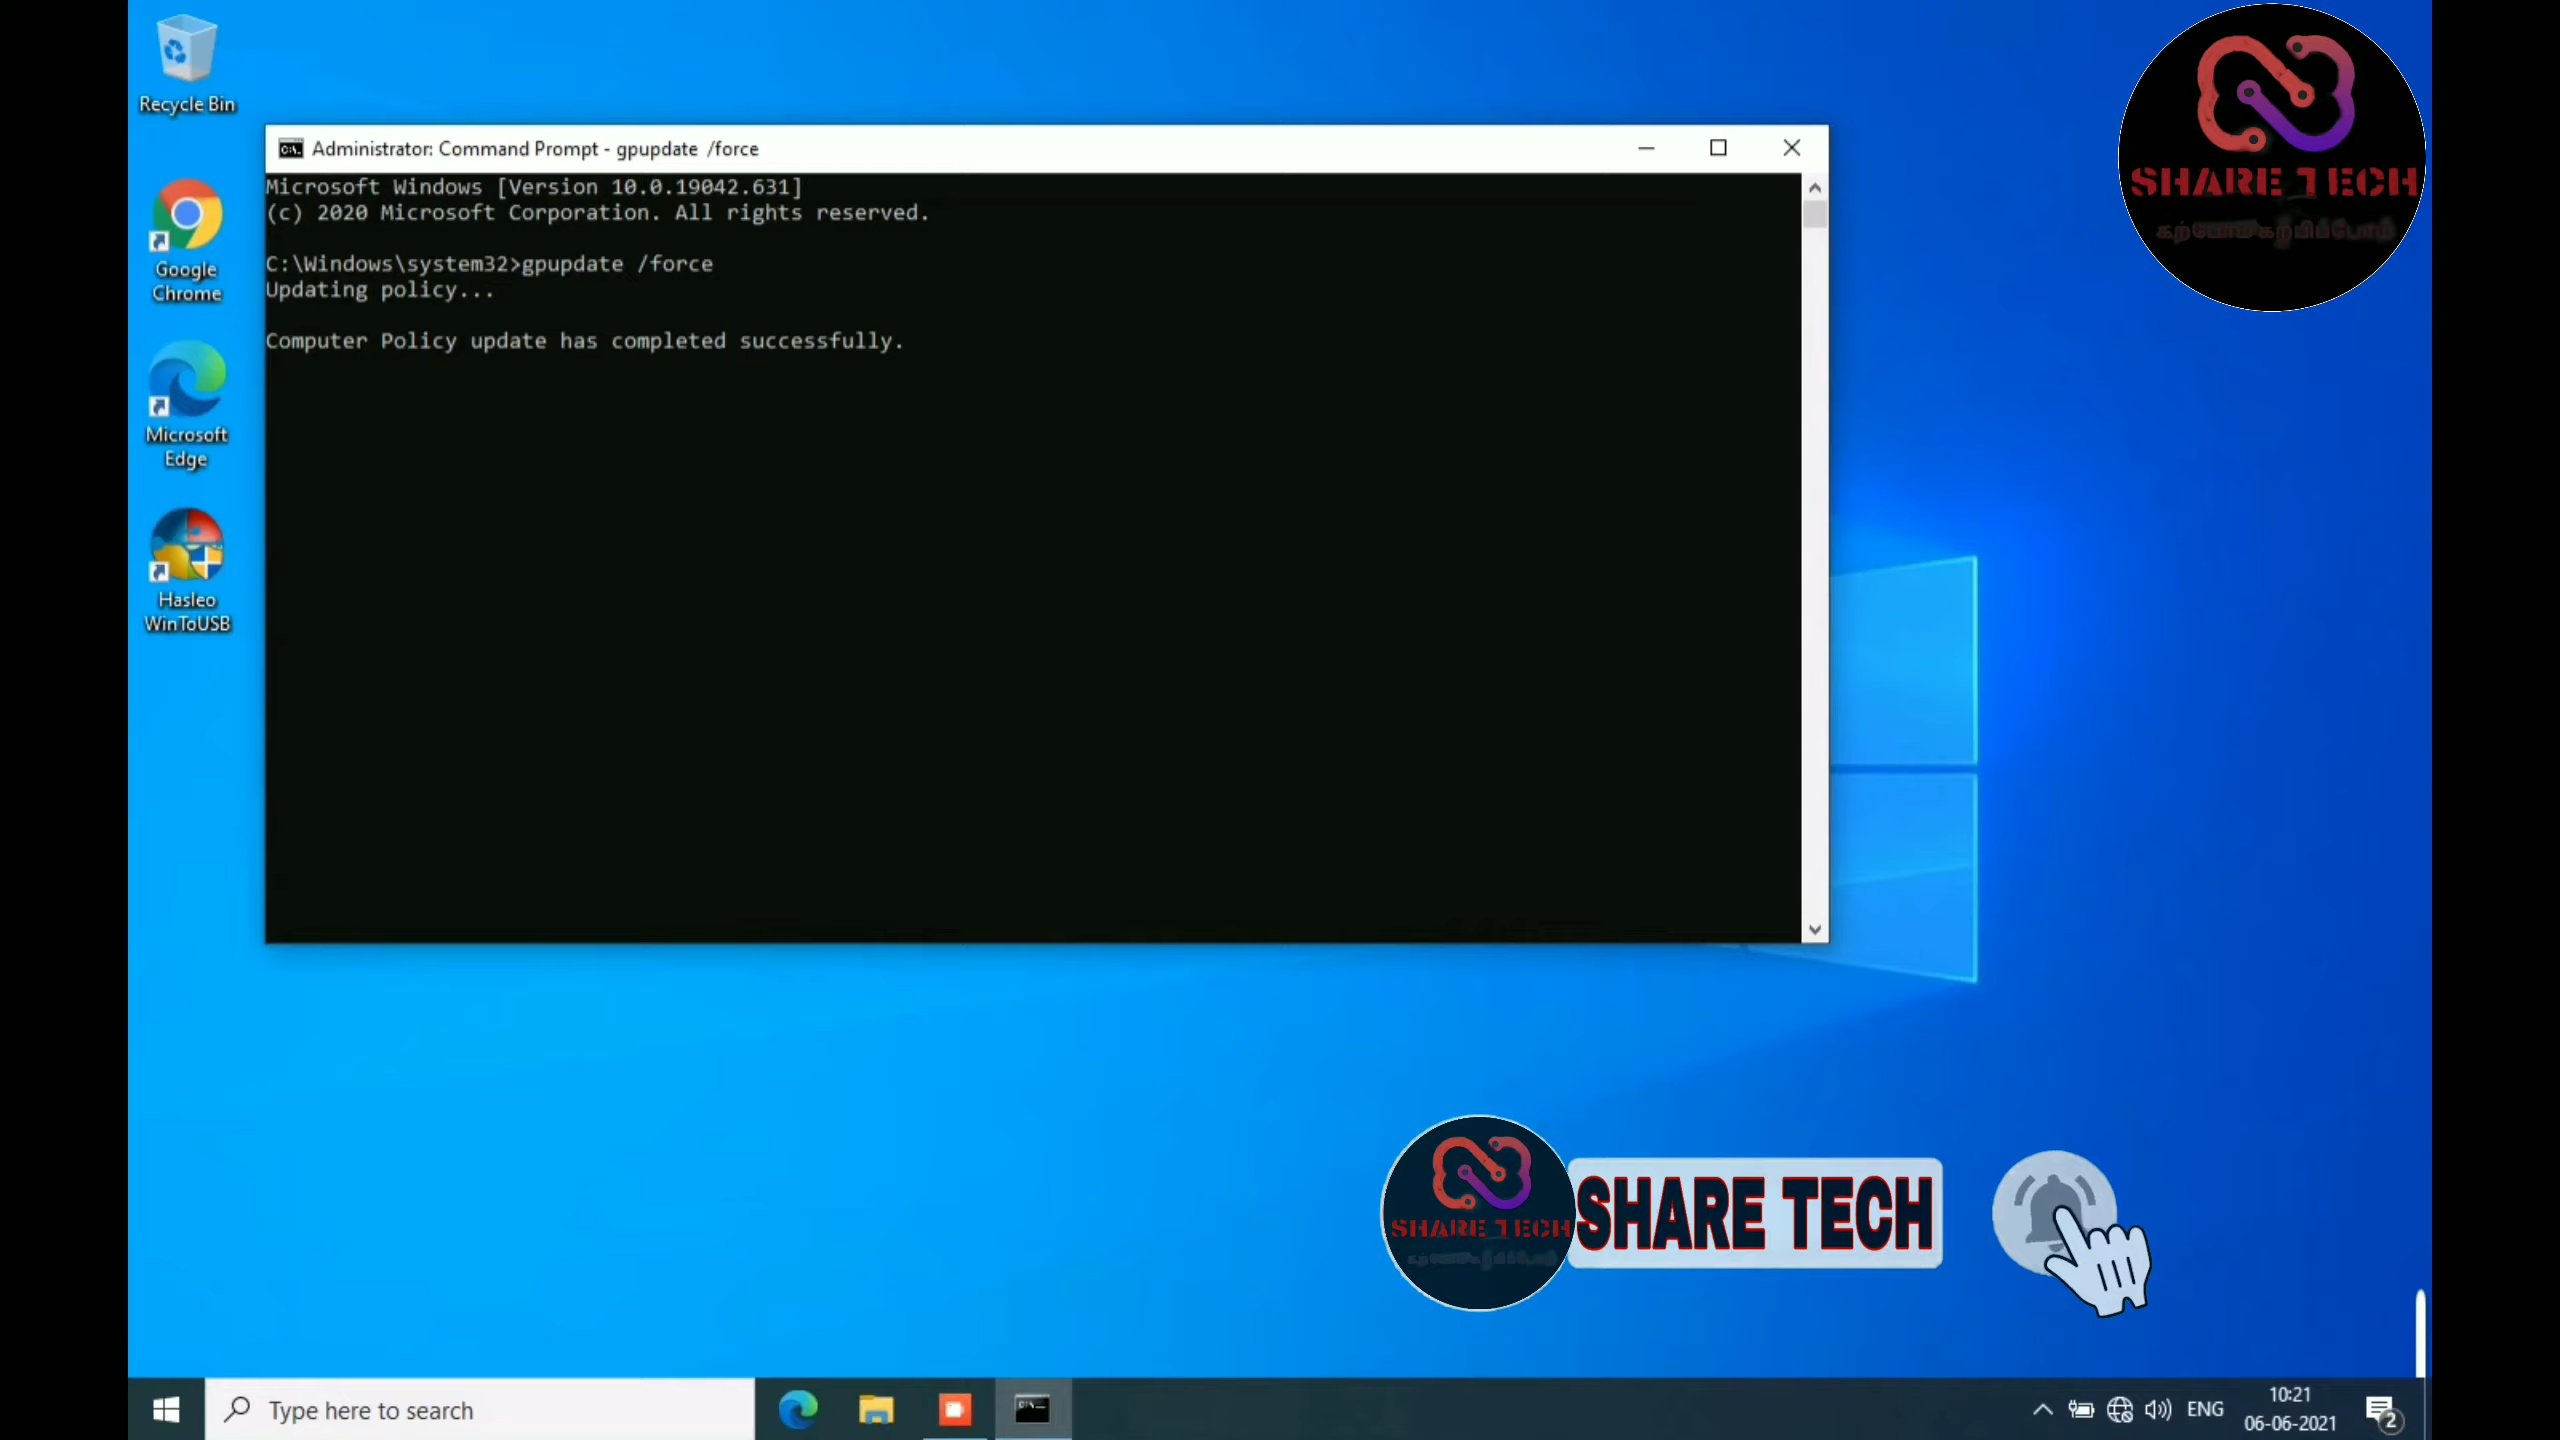 Recycle Bin
Google
Chrome
Microsoft
Edge
Hasleo
WinToUSB
Administrator: Command Prompt - gpupdate /force
Microsoft Windows [Version 10.0.19042.631]
(c) 2020 Microsoft Corporation. All rights reserved.
C:\Windows\system32>gpupdate /force
Updating policy...
Computer Policy update has completed successfully.
SHARE TECH
SHARE TECH
SHARE TECH
Type here to search
ENG
10:21
06-06-2021
2